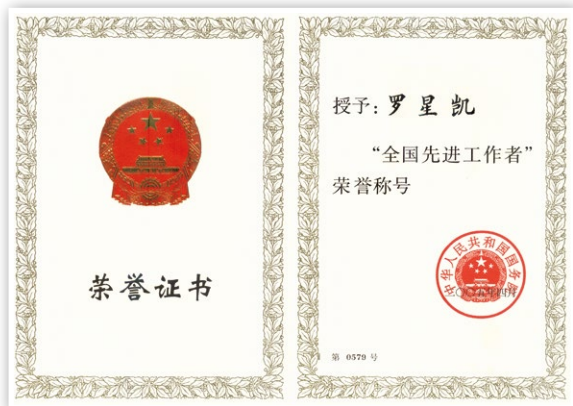 荣誉证书
授予：罗星凯
“全国先进工作者”
荣誉称号
中华人民共和国国务院
第 0579 号